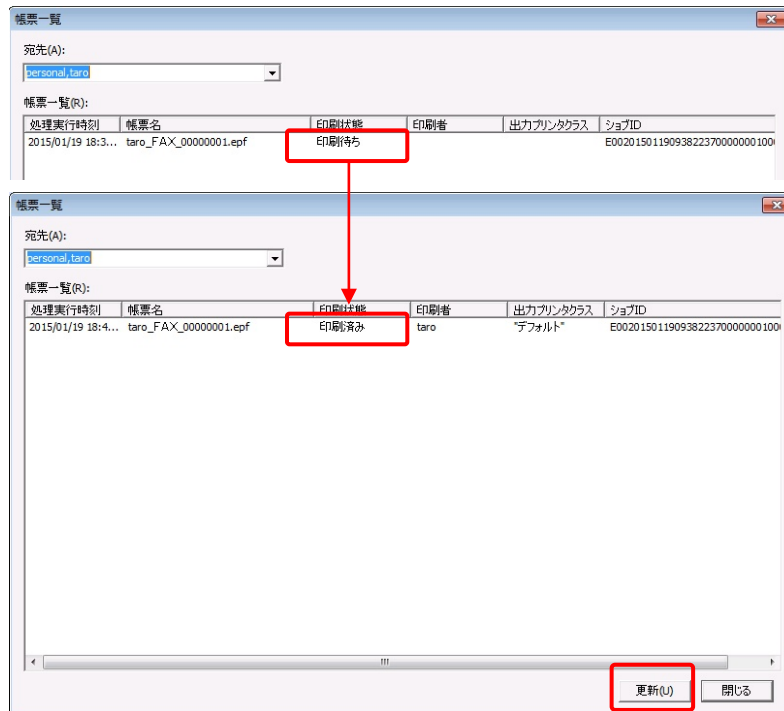 帳票一覧
宛先(A):
personal,taro
帳票一覧(R):
処理実行時刻 帳票名 印刷状態 印刷者 出力プリンタクラス ジョブID
2015/01/19 18:3... taro_FAX_00000001.epf 印刷待ち E00201501190938223700000000100
帳票一覧
宛先(A):
personal,taro
帳票一覧(R):
処理実行時刻 帳票名 印刷状態 印刷者 出力プリンタクラス ジョブID
2015/01/19 18:4... taro_FAX_00000001.epf 印刷済み taro "デフォルト" E00201501190938223700000000100
更新(U) 閉じる